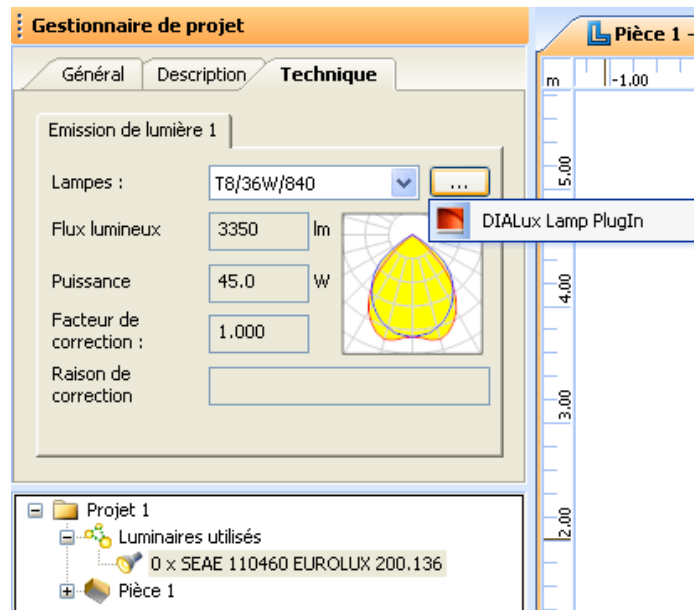 Gestionnaire de projet
Pièce 1 -
Général Description Technique
m -1.00
Emission de lumière 1
Lampes : T8/36W/840 ...
5.00
DIALux Lamp PlugIn
Flux lumineux 3350 lm
Puissance 45.0 W
4.00
Facteur de
correction : 1.000
Raison de
correction
3.00
Projet 1
2.00
Luminaires utilisés
0 x SEAE 110460 EUROLUX 200.136
Pièce 1